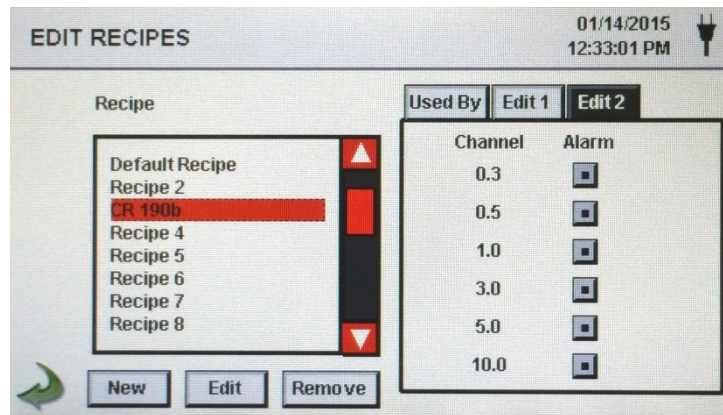 EDIT RECIPES
01/14/2015
12:33:01 PM
Recipe
Default Recipe
Recipe 2
CR 190b
Recipe 4
Recipe 5
Recipe 6
Recipe 7
Recipe 8
New Edit Remove
Used By Edit 1 Edit 2
Channel Alarm
0.3
0.5
1.0
3.0
5.0
10.0